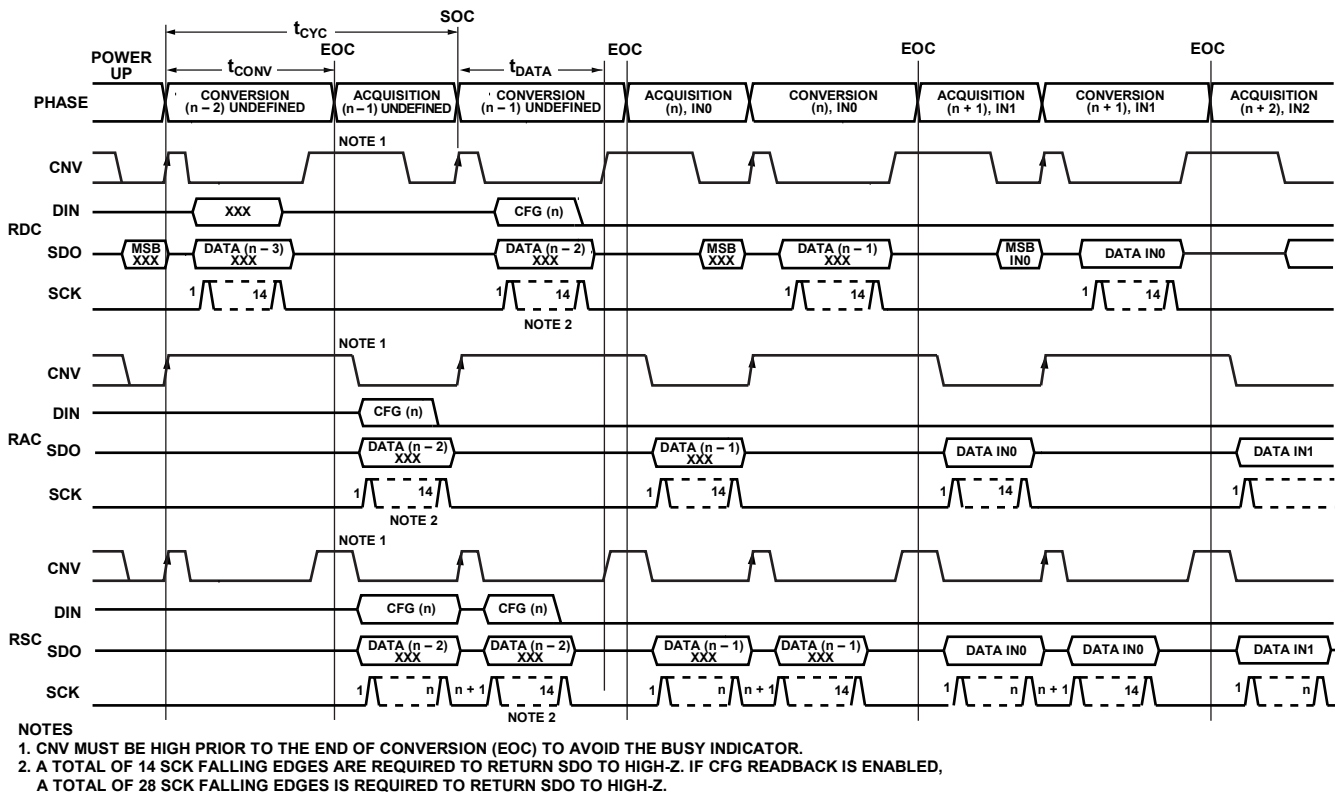 SOC
tCYC
POWER
UP
EOC EOC EOC EOC
tCONV tDATA
PHASE
CONVERSION
(n – 2) UNDEFINED
ACQUISITION
(n – 1) UNDEFINED
CONVERSION
(n – 1) UNDEFINED
ACQUISITION
(n), IN0
CONVERSION
(n), IN0
ACQUISITION
(n + 1), IN1
CONVERSION
(n + 1), IN1
ACQUISITION
(n + 2), IN2
NOTE 1
CNV
DIN XXX CFG (n)
RDC
SDO
MSB
XXX
DATA (n – 3)
XXX
DATA (n – 2)
XXX
MSB
XXX
DATA (n – 1)
XXX
MSB
IN0
DATA IN0
SCK 1 14 1 14 1 14 1 14
NOTE 2
NOTE 1
CNV
DIN CFG (n)
RAC
SDO
DATA (n – 2)
XXX
DATA (n – 1)
XXX
DATA IN0 DATA IN1
SCK 1 14 1 14 1 14 1
NOTE 2
NOTE 1
CNV
DIN CFG (n) CFG (n)
RSC
SDO
DATA (n – 2)
XXX
DATA (n – 2)
XXX
DATA (n – 1)
XXX
DATA (n – 1)
XXX
DATA IN0 DATA IN0 DATA IN1
SCK 1 n n + 1 14 1 n n + 1 14 1 n n + 1 14 1 n
NOTE 2
NOTES
1. CNV MUST BE HIGH PRIOR TO THE END OF CONVERSION (EOC) TO AVOID THE BUSY INDICATOR.
2. A TOTAL OF 14 SCK FALLING EDGES ARE REQUIRED TO RETURN SDO TO HIGH-Z. IF CFG READBACK IS ENABLED,
A TOTAL OF 28 SCK FALLING EDGES IS REQUIRED TO RETURN SDO TO HIGH-Z.